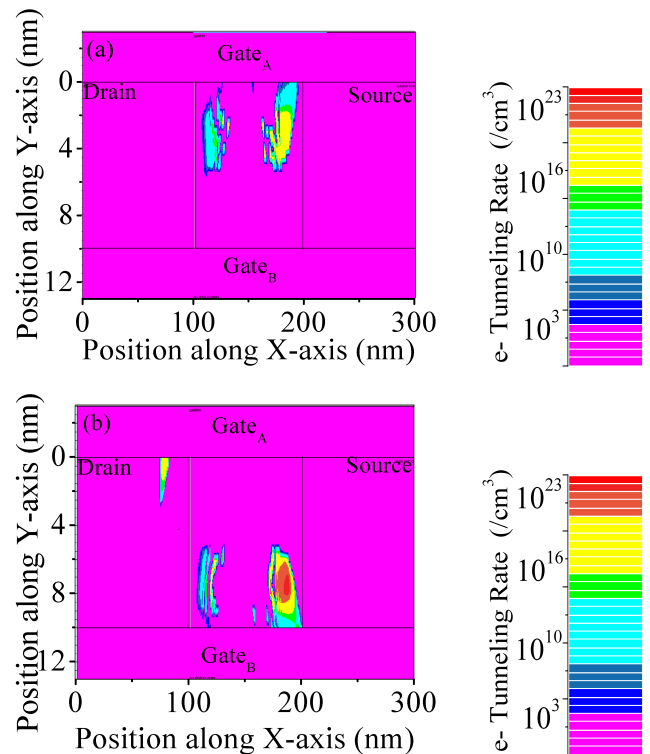 (a)
Gate_A
0
Drain
Source
4
8
Gate_B
12
0
100
200
300
Position along X-axis (nm)
Position along Y-axis (nm)
10^23
10^16
10^10
10^3
e- Tunneling Rate (/cm^3)
(b)
Gate_A
0
Drain
Source
4
8
Gate_B
12
0
100
200
300
Position along X-axis (nm)
Position along Y-axis (nm)
10^23
10^16
10^10
10^3
e- Tunneling Rate (/cm^3)